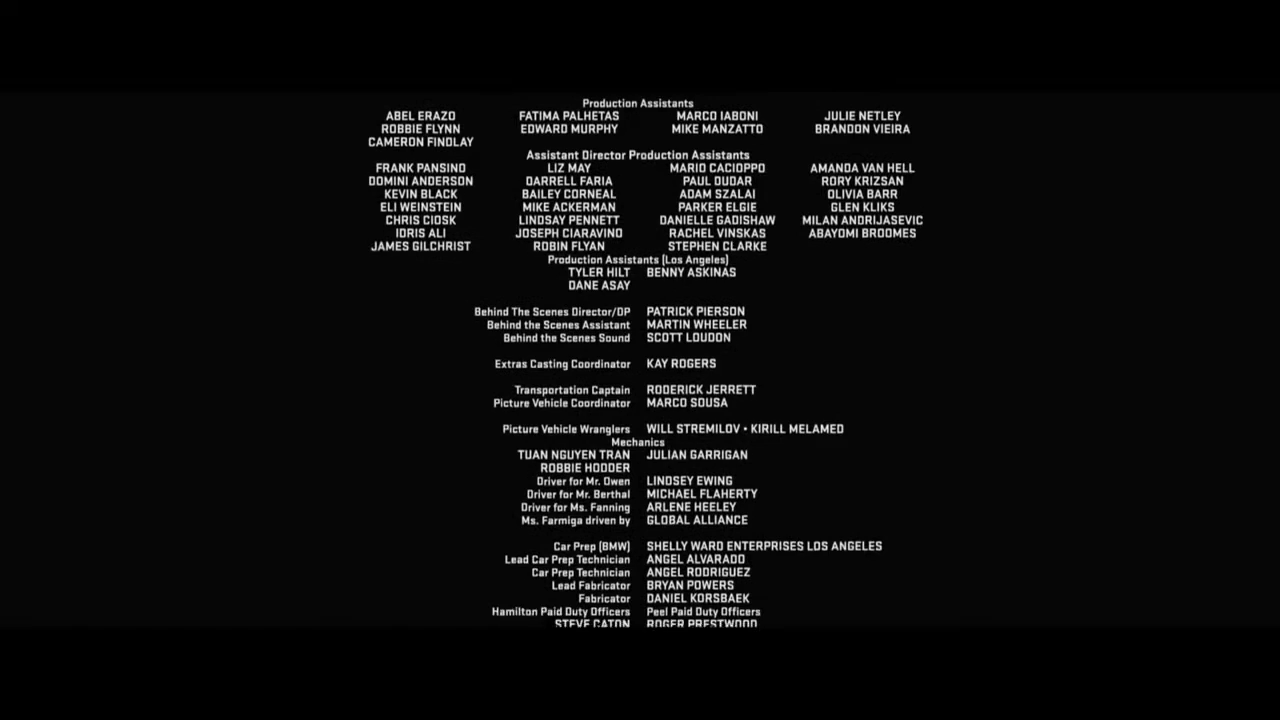 Production Assistants
ABEL ERAZO FATIMA PALHETAS MARCO IABONI JULIE NETLEY
ROBBIE FLYNN EDWARD MURPHY MIKE MANZATTO BRANDON VIEIRA
CAMERON FINDLAY
Assistant Director Production Assistants
FRANK PANSINO LIZ MAY MARIO CACIOPPO AMANDA VAN HELL
DOMINI ANDERSON DARRELL FARIA PAUL DUDAR RORY KRIZSAN
KEVIN BLACK BAILEY CORNEAL ADAM SZALAI OLIVIA BARR
ELI WEINSTEIN MIKE ACKERMAN PARKER ELGIE GLEN KLIKS
CHRIS CIOSK LINDSAY PENNETT DANIELLE GADISHAW MILAN ANDRIJASEVIC
IDRIS ALI JOSEPH CIARAVINO RACHEL VINSKAS ABAYOMI BROOMES
JAMES GILCHRIST ROBIN FLYAN STEPHEN CLARKE
Production Assistants (Los Angeles)
TYLER HILT BENNY ASKINAS
DANE ASAY
Behind The Scenes Director/DP PATRICK PIERSON
Behind the Scenes Assistant MARTIN WHEELER
Behind the Scenes Sound SCOTT LOUDON
Extras Casting Coordinator KAY ROGERS
Transportation Captain RODERICK JERRETT
Picture Vehicle Coordinator MARCO SOUSA
Picture Vehicle Wranglers WILL STREMILOV • KIRILL MELAMED
Mechanics
TUAN NGUYEN TRAN JULIAN GARRIGAN
ROBBIE HODDER
Driver for Mr. Owen LINDSEY EWING
Driver for Mr. Berthal MICHAEL FLAHERTY
Driver for Ms. Fanning ARLENE HEELEY
Ms. Farmiga driven by GLOBAL ALLIANCE
Car Prep (BMW) SHELLY WARD ENTERPRISES LOS ANGELES
Lead Car Prep Technician ANGEL ALVARADO
Car Prep Technician ANGEL RODRIGUEZ
Lead Fabricator BRYAN POWERS
Fabricator DANIEL KORSBAEK
Hamilton Paid Duty Officers Peel Paid Duty Officers
STEVE CATON ROGER PRESTWOOD